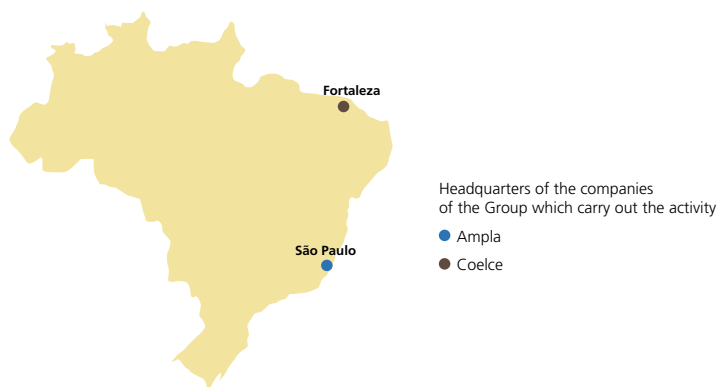 Fortaleza
São Paulo
Headquarters of the companies
of the Group which carry out the activity
Ampla
Coelce